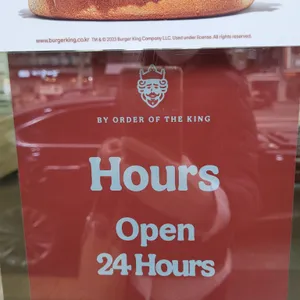 www.burgerking.co.kr TM & © 2023 Burger King Company LLC. Used under license. All rights reserved.
BY ORDER OF THE KING
Hours
Open
24 Hours